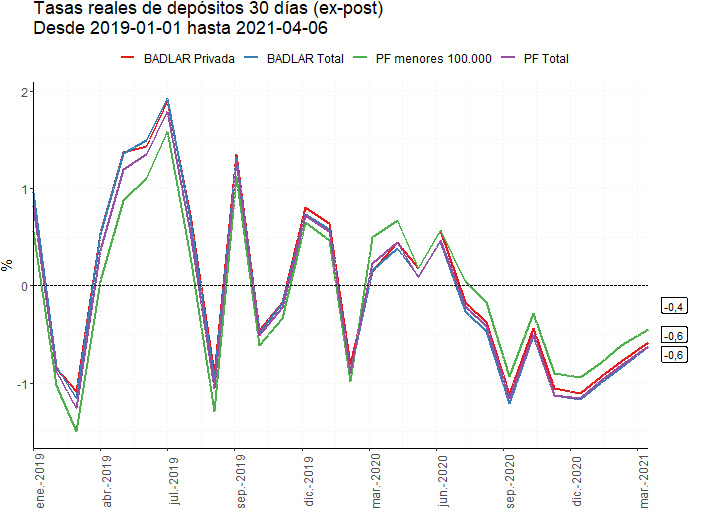 Tasas reales de depósitos 30 días (ex-post)
Desde 2019-01-01 hasta 2021-04-06
BADLAR Privada BADLAR Total PF menores 100.000 PF Total
%
2
1
0
-1
-0,4
-0,6
-0,6
ene.-2019 abr.-2019 jul.-2019 sep.-2019 dic.-2019 mar.-2020 jun.-2020 sep.-2020 dic.-2020 mar.-2021